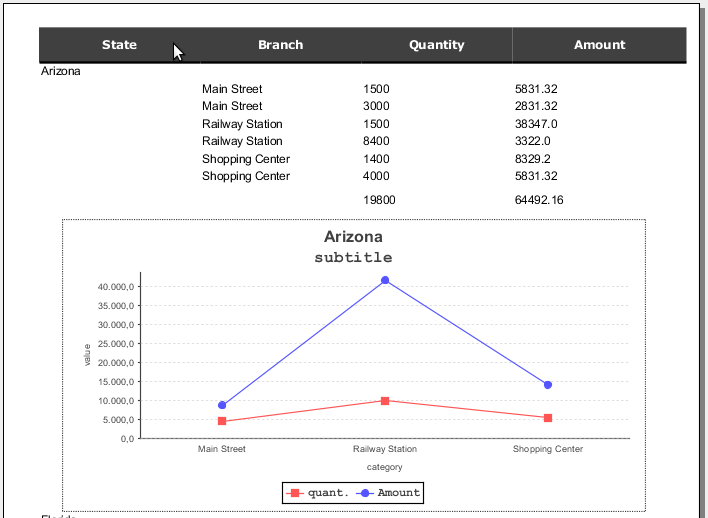 State Branch Quantity Amount
Arizona
Main Street 1500 5831.32
Main Street 3000 2831.32
Railway Station 1500 38347.0
Railway Station 8400 3322.0
Shopping Center 1400 8329.2
Shopping Center 4000 5831.32
19800 64492.16
Arizona
subtitle
40.000,0
35.000,0
30.000,0
25.000,0
20.000,0
15.000,0
10.000,0
5.000,0
0,0
value
Main Street Railway Station Shopping Center
category
quant. Amount